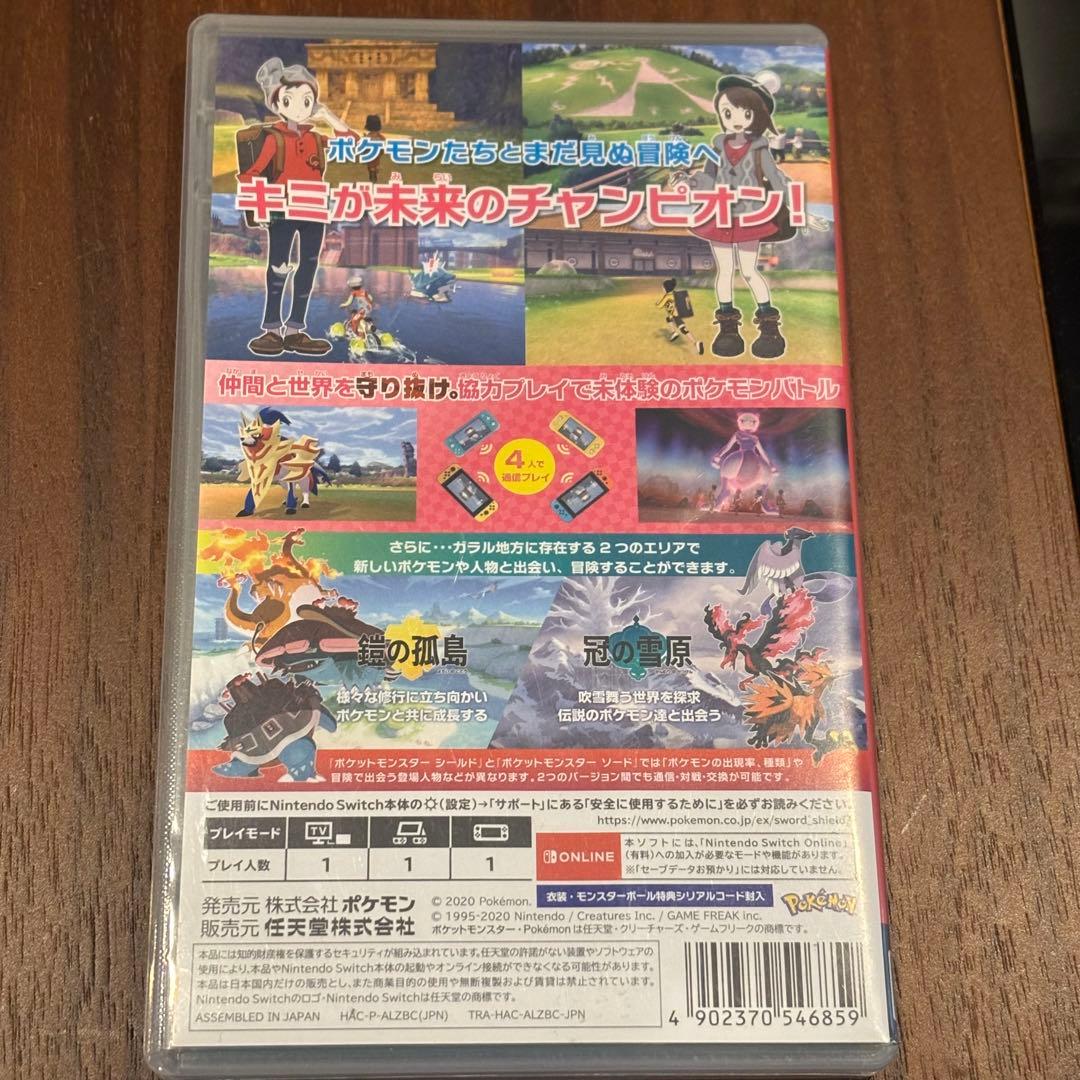 ポケモンたちとまだ見ぬ冒険へ
キミが未来のチャンピオン!
仲間と世界を守り抜け。協力プレイで未体験のポケモンバトル
4人で
通信プレイ
さらに・・・ガラル地方に存在する2つのエリアで
新しいポケモンや人物と出会い、冒険することができます。
鎧の孤島
様々な修行に立ち向かい
ポケモンと共に成長する
冠の雪原
吹雪舞う世界を探求
伝説のポケモン達と出会う
『ポケットモンスター シールド』と『ポケットモンスター ソード』では「ポケモンの出現率、種類」や
冒険で出会う登場人物などが異なります。2つのバージョン間でも通信・対戦・交換が可能です。
ご使用前にNintendo Switch本体の(設定)→「サポート」にある「安全に使用するために」を必ずお読みください。
https://www.pokemon.co.jp/ex/sword_shield/
プレイモード TV
プレイ人数 1 1 1
ONLINE
本ソフトには、「Nintendo Switch Online」
(有料)への加入が必要なモードや機能があります。
※「セーブデータお預かり」には対応していません。
発売元 株式会社ポケモン
販売元 任天堂株式会社
© 2020 Pokémon.
衣装・モンスターボール特典シリアルコード封入
© 1995-2020 Nintendo / Creatures Inc. / GAME FREAK inc.
ポケットモンスター・Pokémonは任天堂・クリーチャーズ・ゲームフリークの商標です。
POKéMON
本品には知的財産権を保護するセキュリティが組み込まれています。任天堂の許諾がない装置やソフトウェアの
使用により、本品やNintendo Switch本体の起動やオンライン接続ができなくなる可能性があります。
本品は日本国内だけの販売とし、また商業目的の使用や無断複製および賃貸は禁止されています。
Nintendo Switchのロゴ・Nintendo Switchは任天堂の商標です。
ASSEMBLED IN JAPAN HAC-P-ALZBC(JPN) TRA-HAC-ALZBC-JPN
4 902370 546859